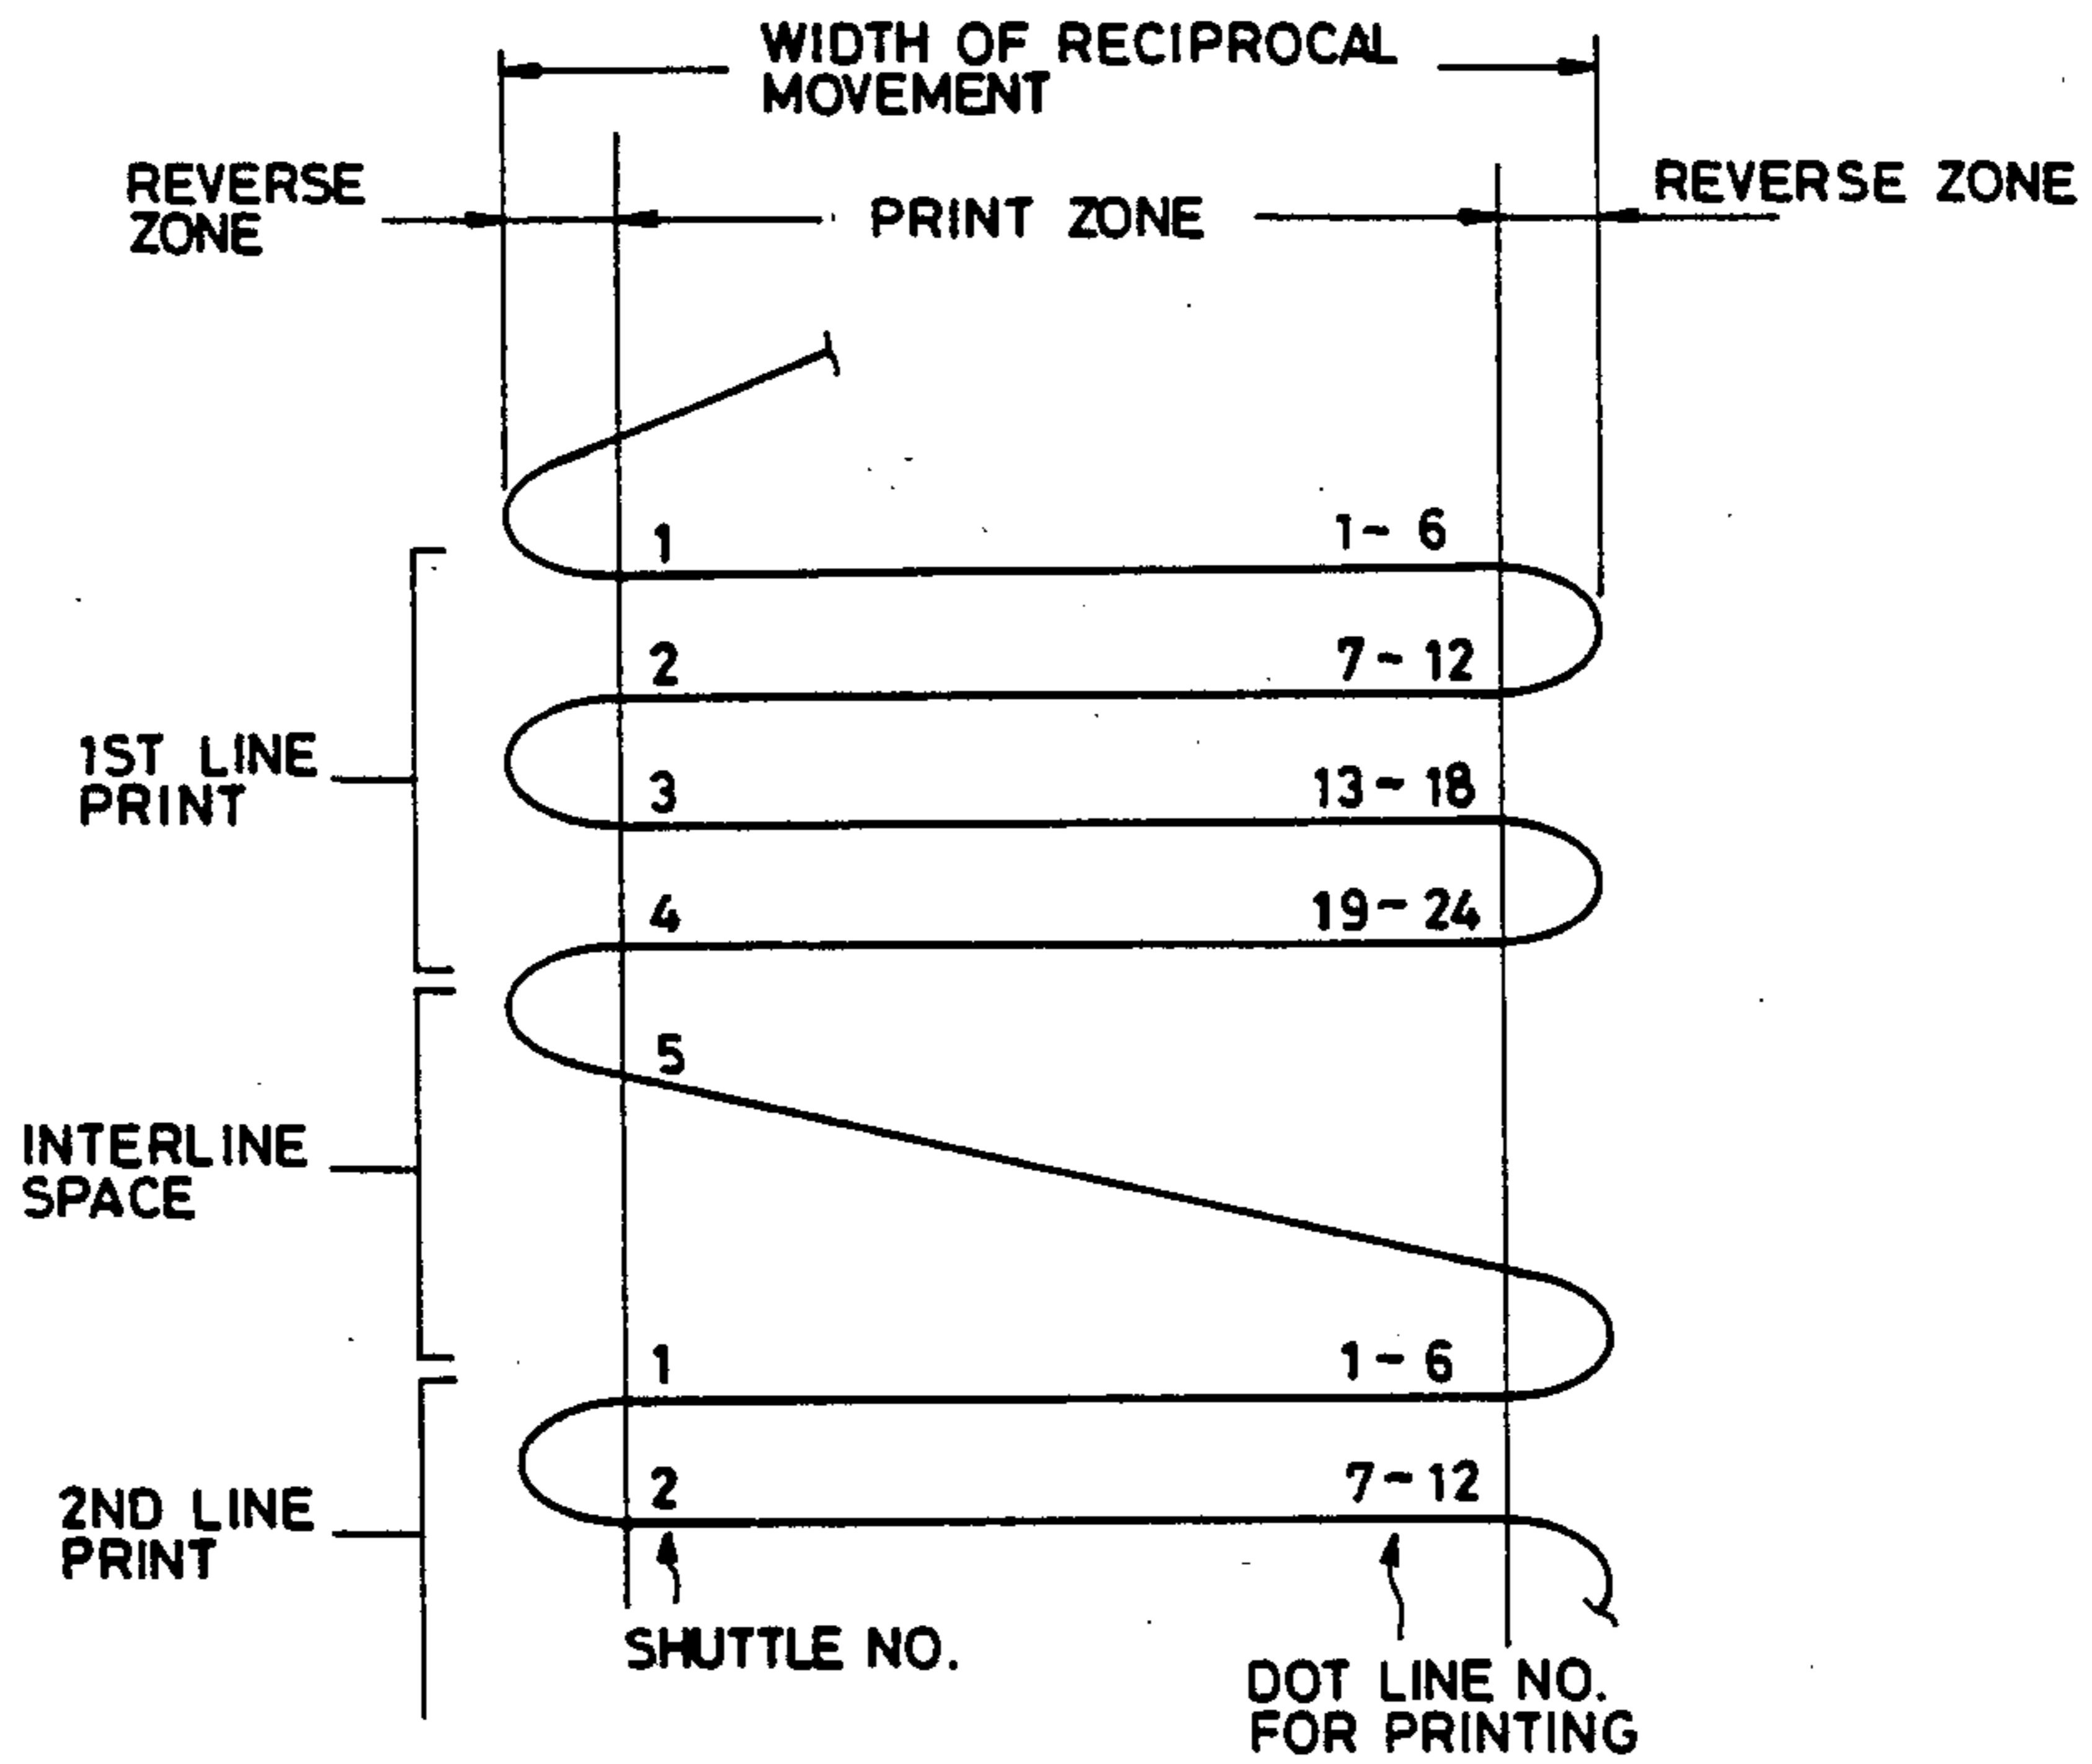 WIDTH OF RECIPROCAL
MOVEMENT
REVERSE
ZONE
PRINT ZONE
REVERSE ZONE
1
1-6
2
7-12
1ST LINE
PRINT
3
13-18
4
19-24
5
INTERLINE
SPACE
1
1-6
2
7-12
2ND LINE
PRINT
SHUTTLE NO.
DOT LINE NO.
FOR PRINTING